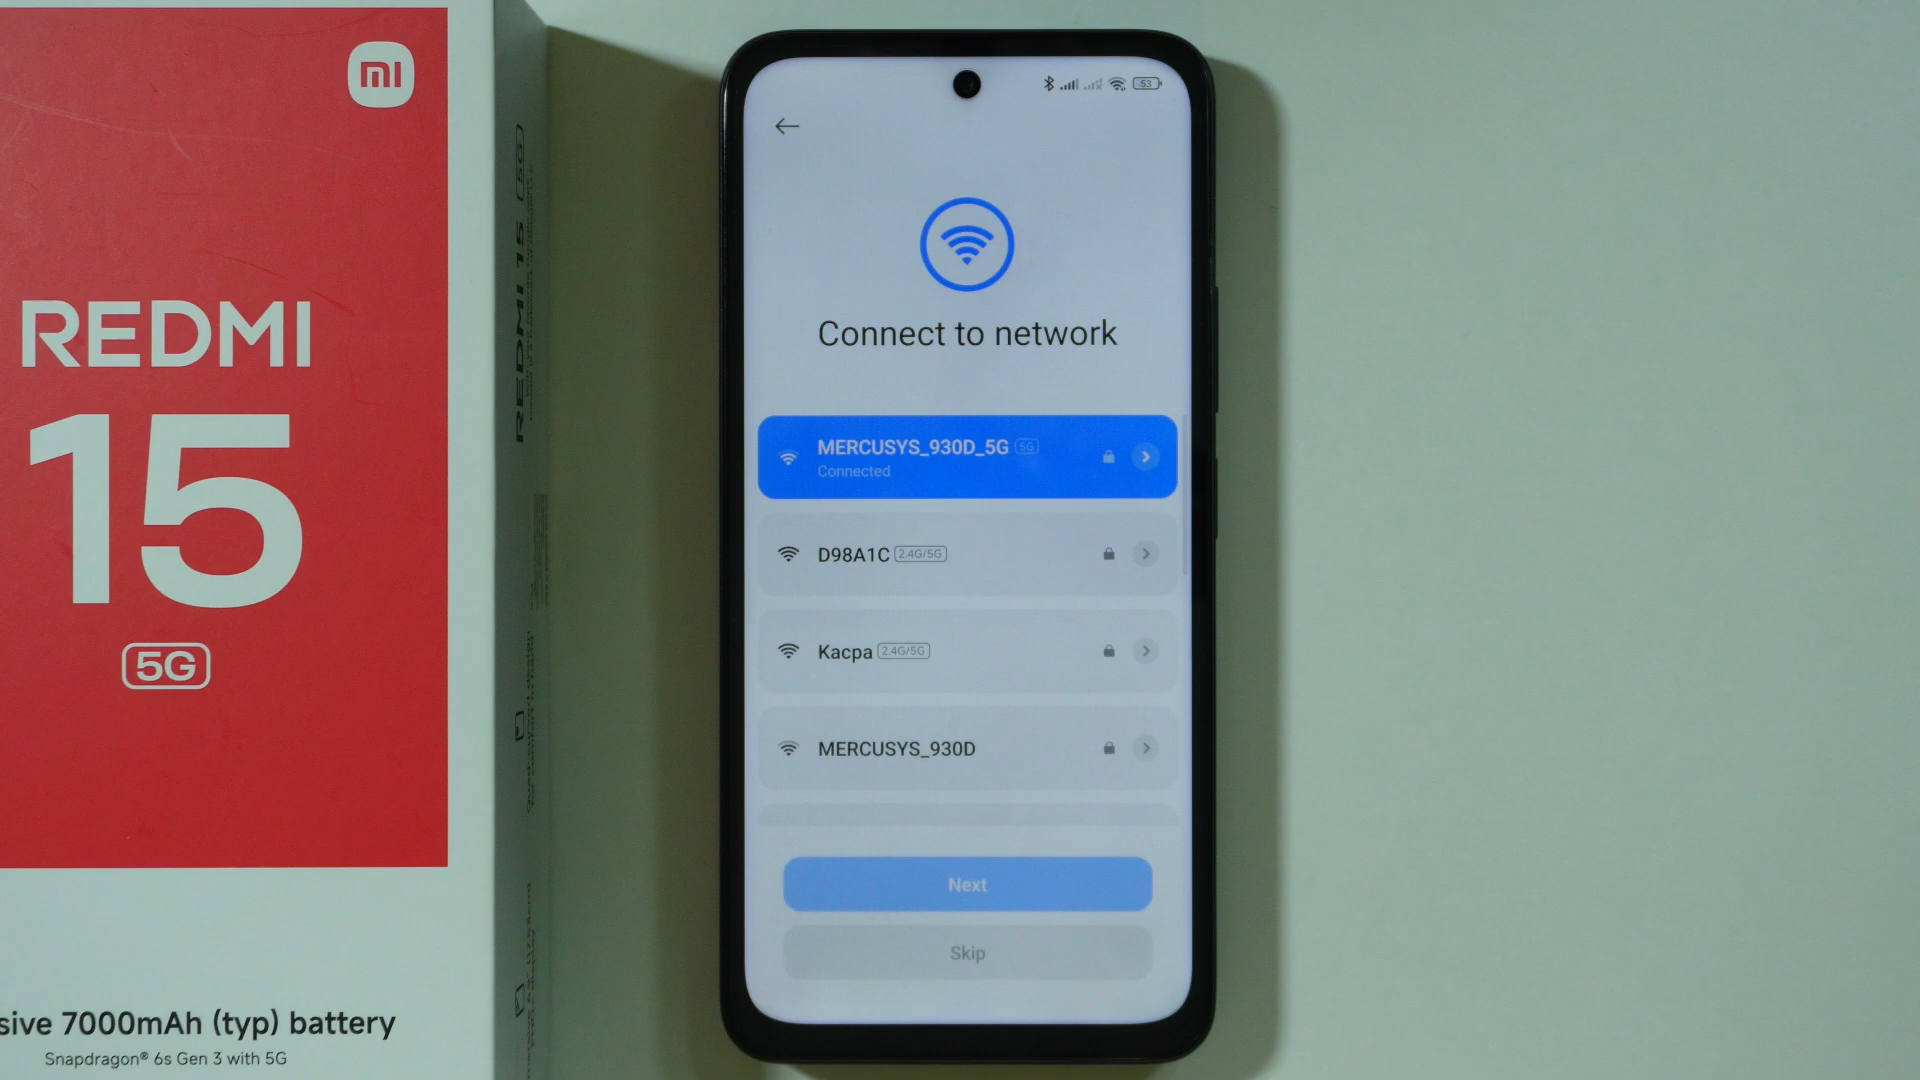 REDMI
15
5G
sive 7000mAh (typ) battery
Snapdragon® 6s Gen 3 with 5G
REDMI 15 5G
53
Connect to network
MERCUSYS_930D_5G 5G
Connected
D98A1C 2.4G/5G
Kacpa 2.4G/5G
MERCUSYS_930D
Next
Skip